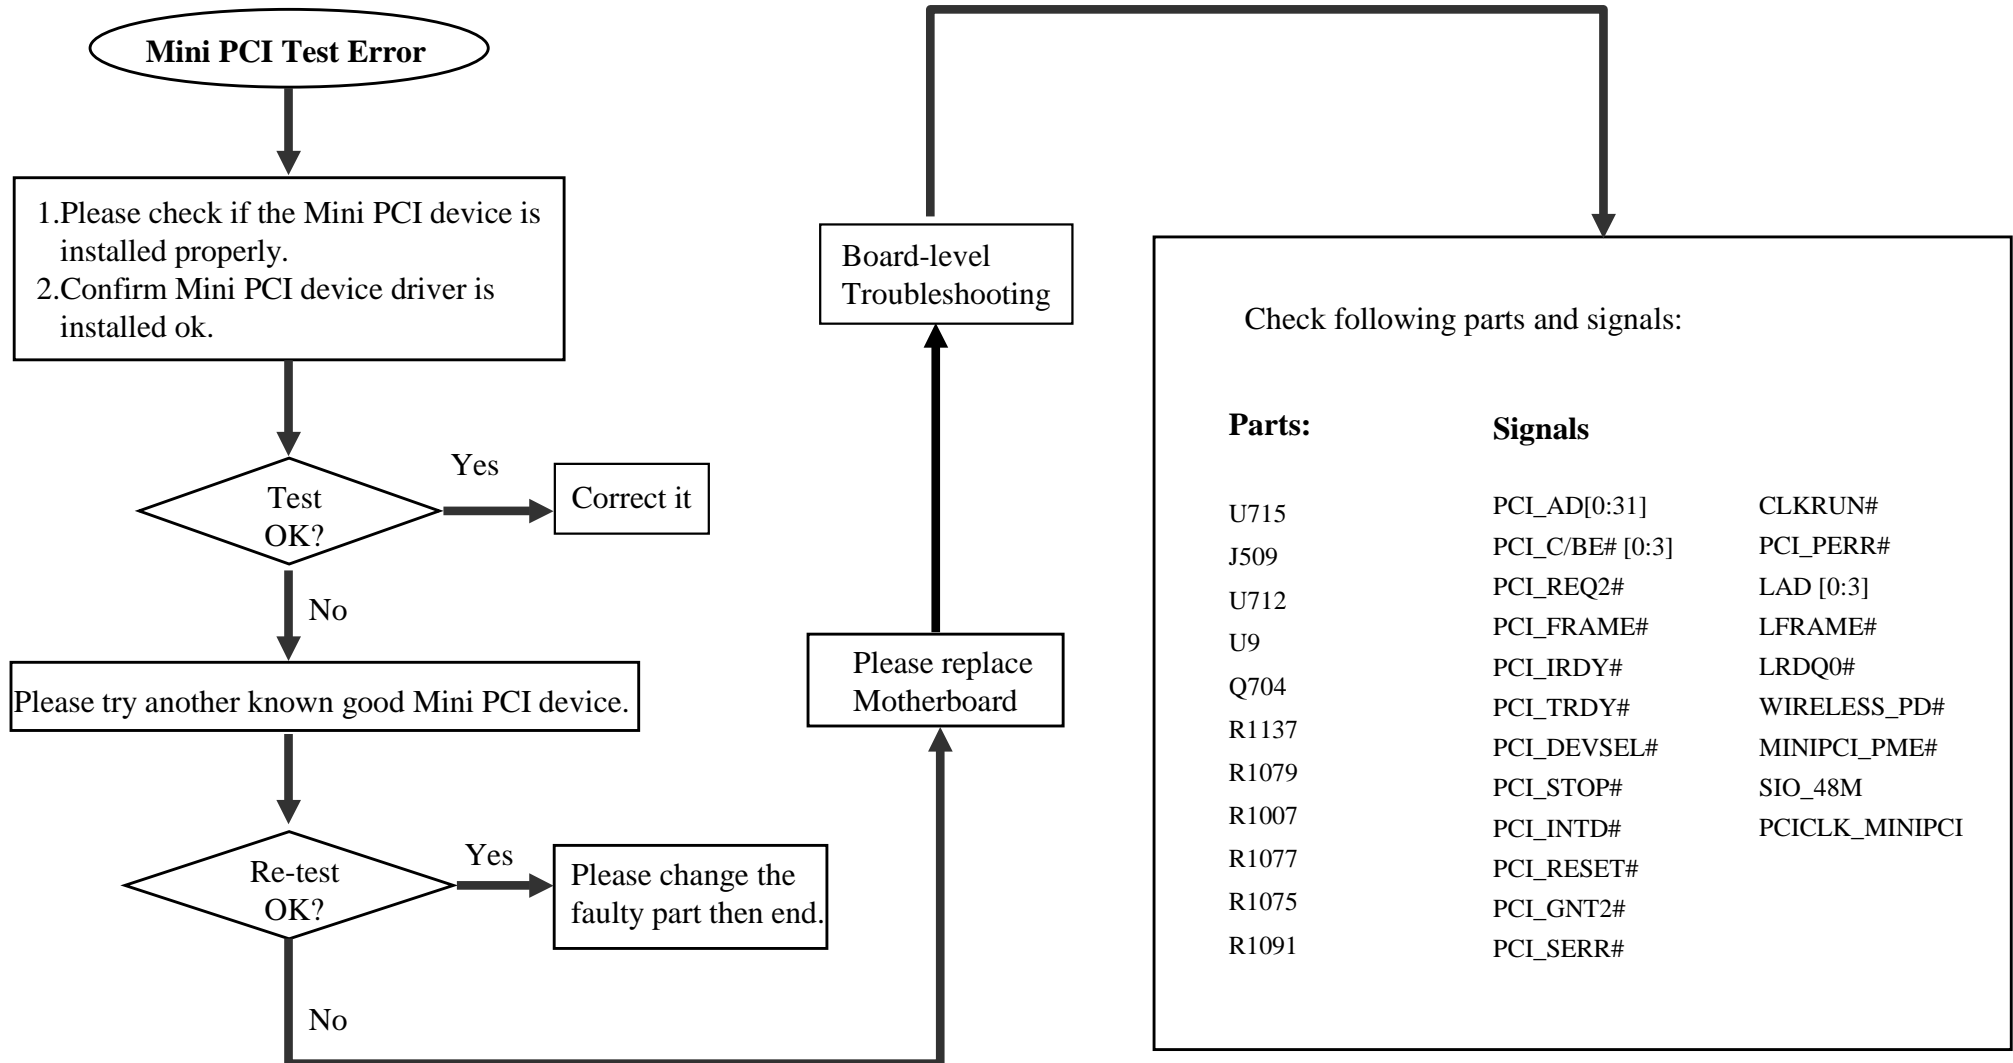 Mini PCI Test Error
1.Please check if the Mini PCI device is
installed properly.
2.Confirm Mini PCI device driver is
installed ok.
Test
OK?
Yes
Correct it
No
Please try another known good Mini PCI device.
Re-test
OK?
Yes
Please change the
faulty part then end.
No
Please replace
Motherboard
Board-level
Troubleshooting
Check following parts and signals:
Parts:
U715
J509
U712
U9
Q704
R1137
R1079
R1007
R1077
R1075
R1091
Signals
PCI_AD[0:31]
PCI_C/BE# [0:3]
PCI_REQ2#
PCI_FRAME#
PCI_IRDY#
PCI_TRDY#
PCI_DEVSEL#
PCI_STOP#
PCI_INTD#
PCI_RESET#
PCI_GNT2#
PCI_SERR#
CLKRUN#
PCI_PERR#
LAD [0:3]
LFRAME#
LRDQ0#
WIRELESS_PD#
MINIPCI_PME#
SIO_48M
PCICLK_MINIPCI